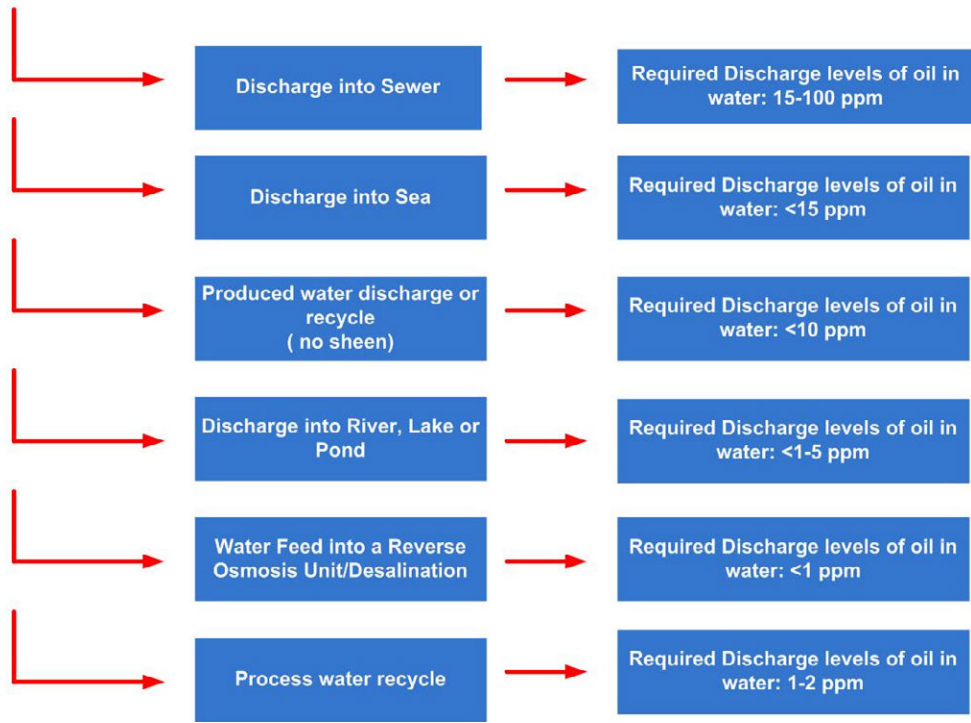 Discharge into Sewer
Required Discharge levels of oil in
water: 15-100 ppm
Discharge into Sea
Required Discharge levels of oil in
water: <15 ppm
Produced water discharge or
recycle
( no sheen)
Required Discharge levels of oil in
water: <10 ppm
Discharge into River, Lake or
Pond
Required Discharge levels of oil in
water: <1-5 ppm
Water Feed into a Reverse
Osmosis Unit/Desalination
Required Discharge levels of oil in
water: <1 ppm
Process water recycle
Required Discharge levels of oil in
water: 1-2 ppm